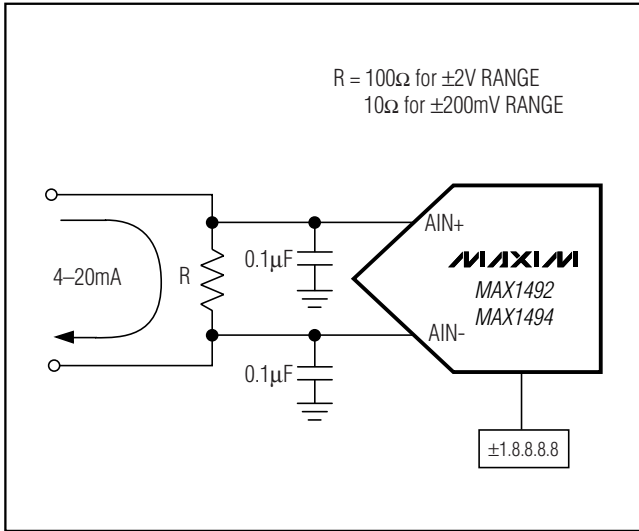 R = 100Ω for ±2V RANGE
10Ω for ±200mV RANGE
AIN+
4–20mA
R
0.1µF
MAXIM
MAX1492
MAX1494
AIN-
0.1µF
±1.8.8.8.8